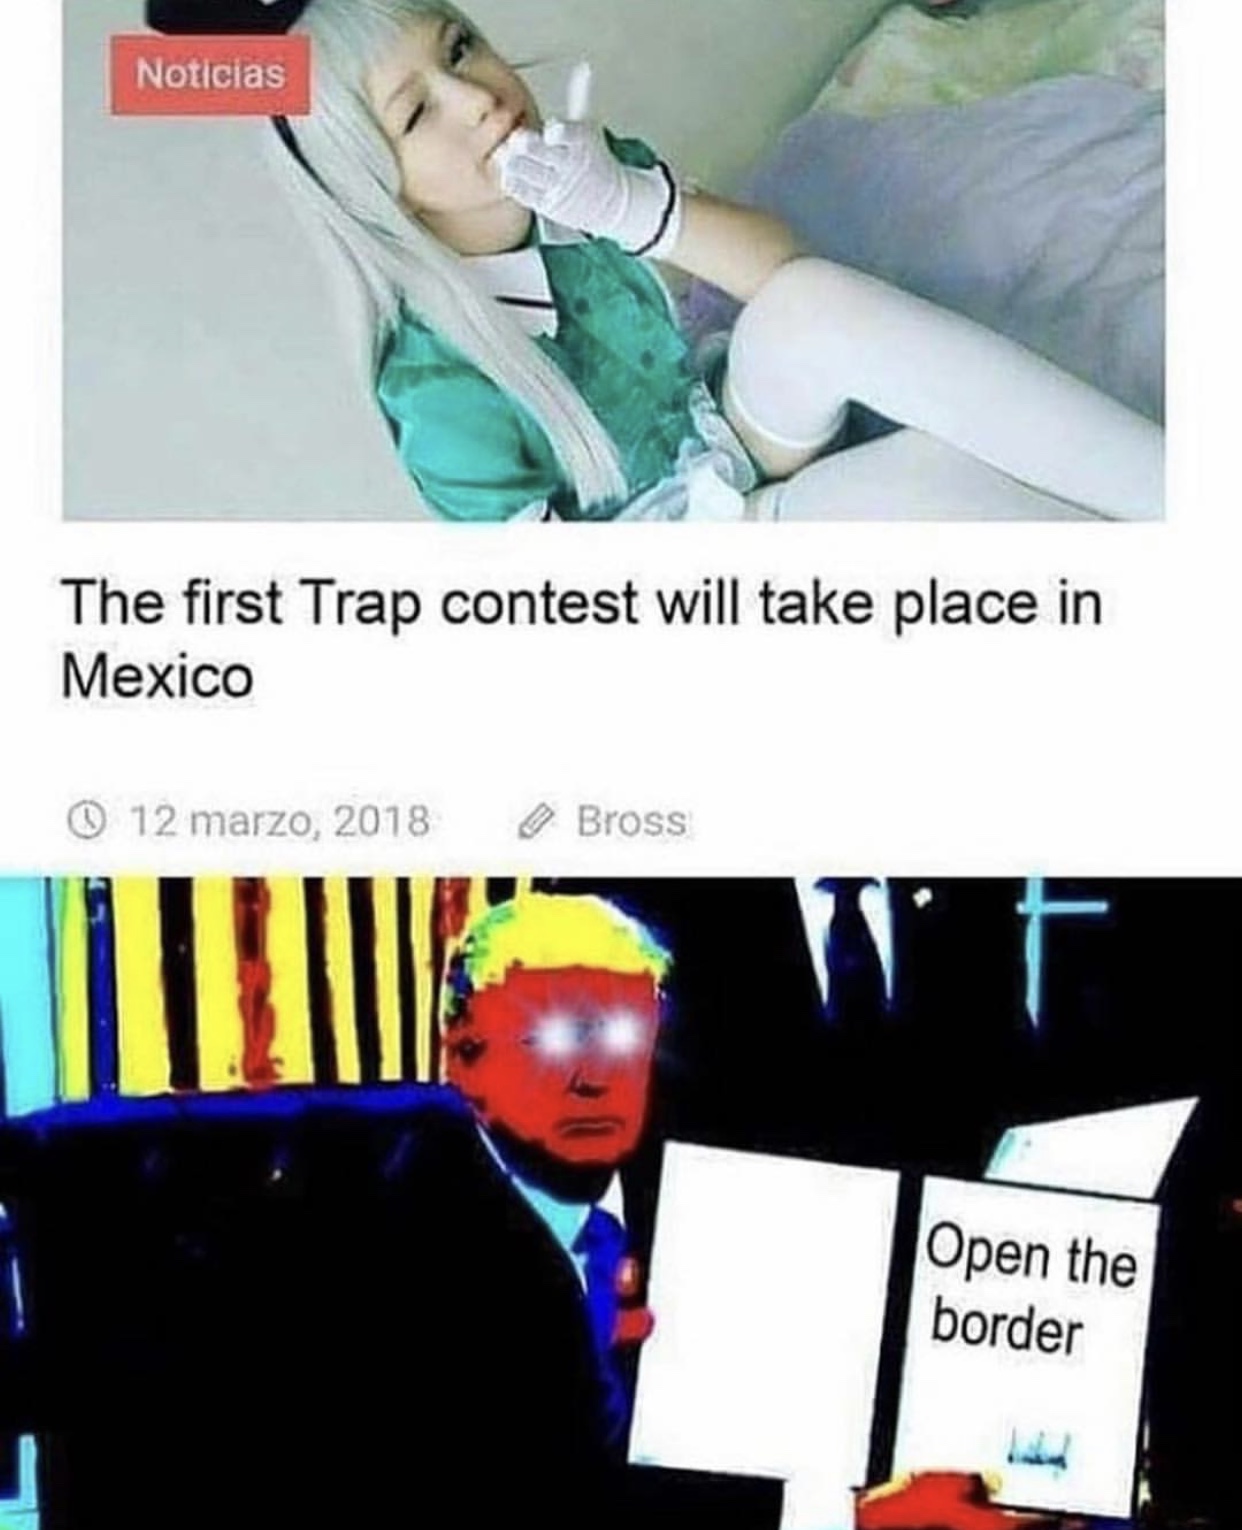 Noticias
The first Trap contest will take place in
Mexico
12 marzo, 2018 Bross
Open the
border